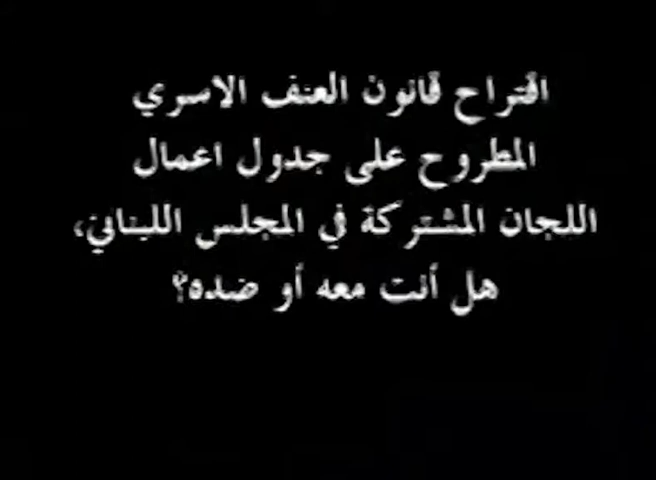 اقتراح قانون العنف الاسري
المطروح على جدول اعمال
اللجان المشتركة في المجلس اللبناني،
هل أنت معه أو ضده؟